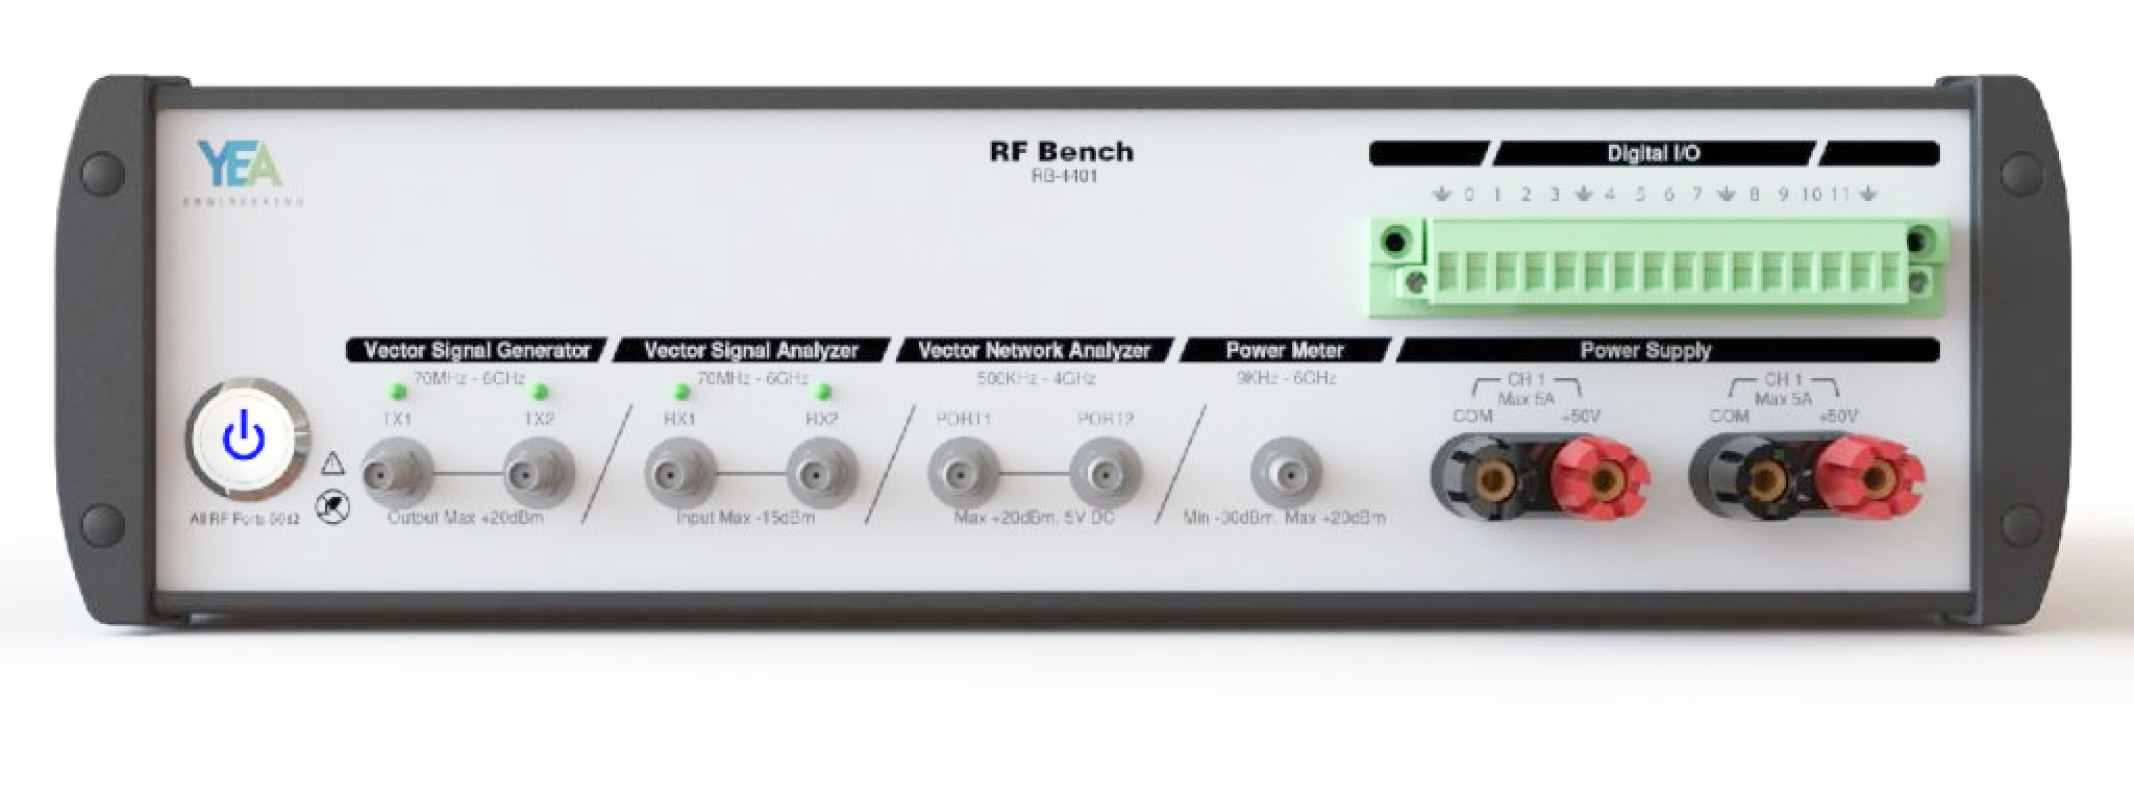 YEA
ENGINEERING
RF Bench
RB-4401
Digital I/O
0 1 2 3 4 5 6 7 8 9 10 11
Vector Signal Generator
Vector Signal Analyzer
Vector Network Analyzer
Power Meter
Power Supply
70MHz - 6GHz
70MHz - 6GHz
500KHz - 4GHz
9KHz - 6GHz
CH 1
Max 5A
CH 1
Max 5A
TX1
TX2
RX1
RX2
PORT1
PORT2
COM
+50V
COM
+50V
All RF Ports 50Ω
Output Max +20dBm
Input Max -15dBm
Max +20dBm, 5V DC
Min -30dBm, Max +20dBm